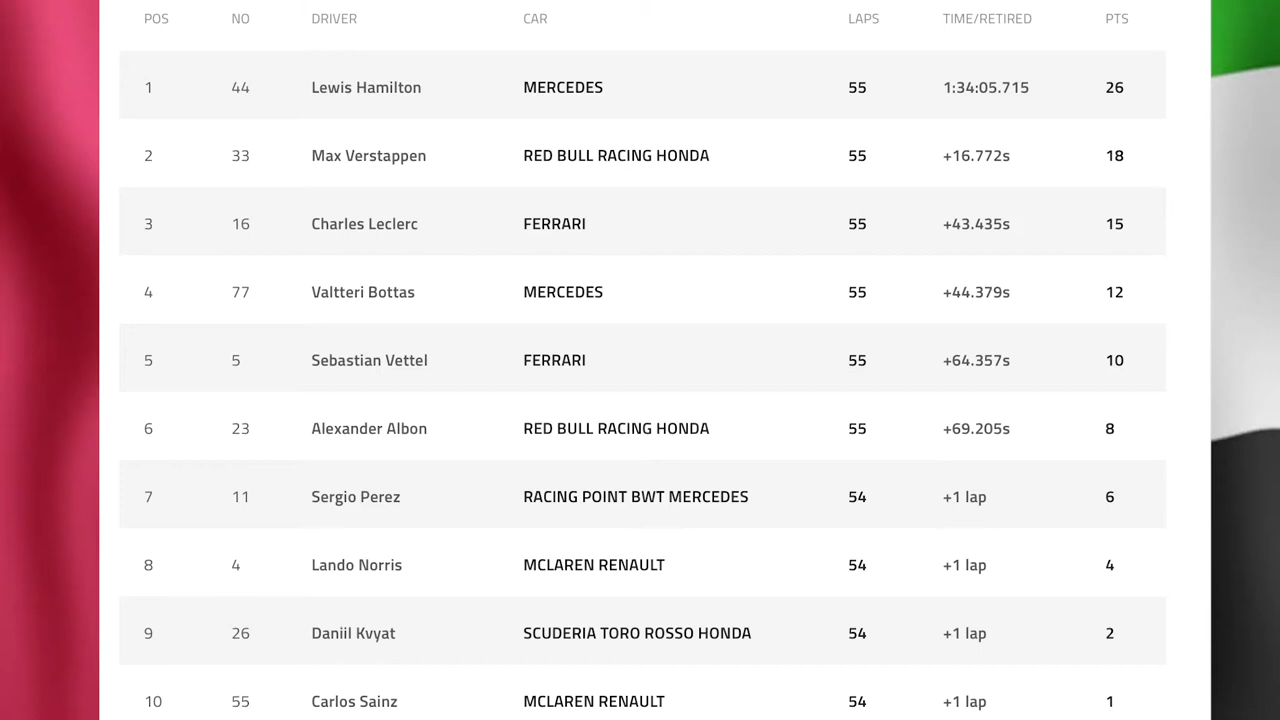 POS NO DRIVER CAR LAPS TIME/RETIRED PTS
1 44 Lewis Hamilton MERCEDES 55 1:34:05.715 26
2 33 Max Verstappen RED BULL RACING HONDA 55 +16.772s 18
3 16 Charles Leclerc FERRARI 55 +43.435s 15
4 77 Valtteri Bottas MERCEDES 55 +44.379s 12
5 5 Sebastian Vettel FERRARI 55 +64.357s 10
6 23 Alexander Albon RED BULL RACING HONDA 55 +69.205s 8
7 11 Sergio Perez RACING POINT BWT MERCEDES 54 +1 lap 6
8 4 Lando Norris MCLAREN RENAULT 54 +1 lap 4
9 26 Daniil Kvyat SCUDERIA TORO ROSSO HONDA 54 +1 lap 2
10 55 Carlos Sainz MCLAREN RENAULT 54 +1 lap 1